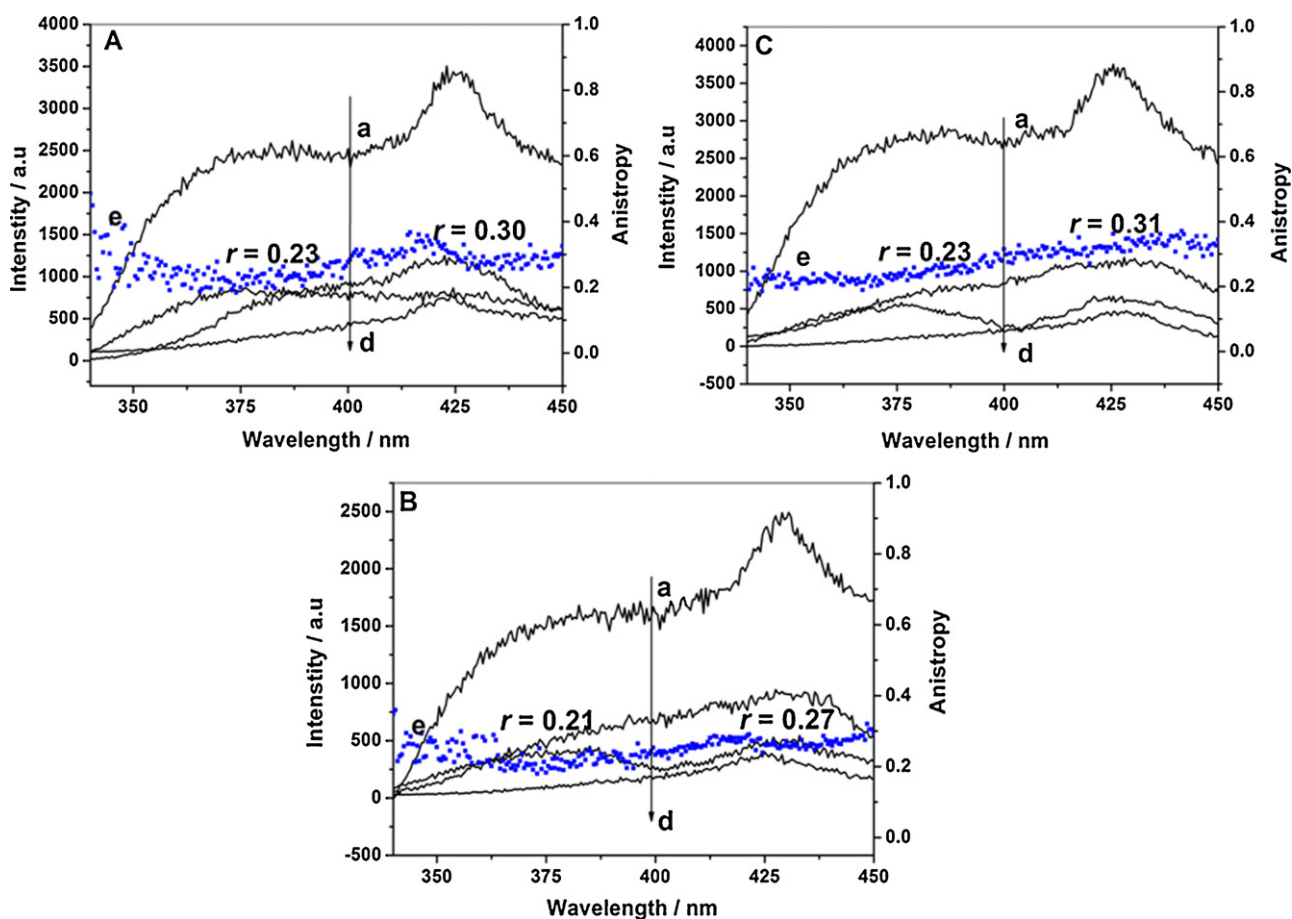 A
4000
3500
3000
2500
2000
1500
1000
500
0
Intenstity / a.u
1.0
0.8
0.6
0.4
0.2
0.0
Anistropy
a
e
r = 0.23
r = 0.30
d
350 375 400 425 450
Wavelength / nm
C
4000
3500
3000
2500
2000
1500
1000
500
0
-500
Intenstity / a.u
1.0
0.8
0.6
0.4
0.2
0.0
Anistropy
a
e
r = 0.23
r = 0.31
d
350 375 400 425 450
Wavelength / nm
B
2500
2000
1500
1000
500
0
-500
Intenstity / a.u
1.0
0.8
0.6
0.4
0.2
0.0
Anistropy
a
e
r = 0.21
r = 0.27
d
350 375 400 425 450
Wavelength / nm